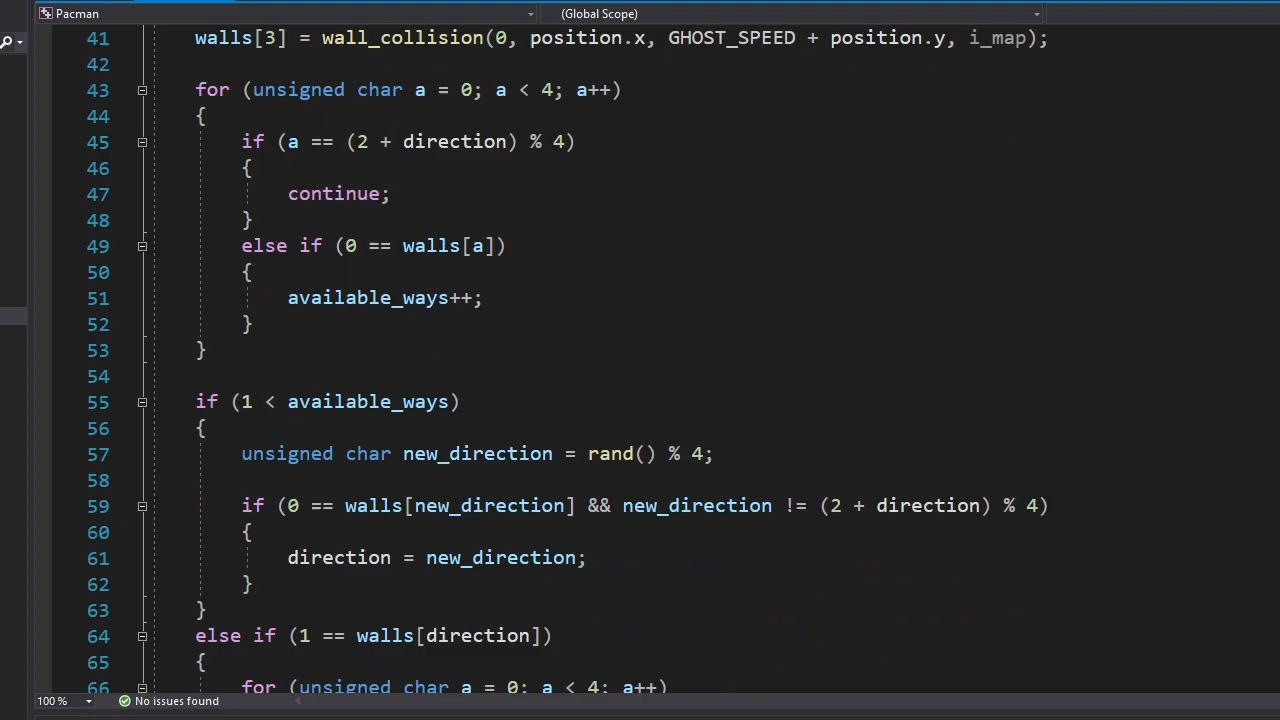 Pacman (Global Scope)
41 walls[3] = wall_collision(0, position.x, GHOST_SPEED + position.y, i_map);
42
43 for (unsigned char a = 0; a < 4; a++)
44 {
45 if (a == (2 + direction) % 4)
46 {
47 continue;
48 }
49 else if (0 == walls[a])
50 {
51 available_ways++;
52 }
53 }
54
55 if (1 < available_ways)
56 {
57 unsigned char new_direction = rand() % 4;
58
59 if (0 == walls[new_direction] && new_direction != (2 + direction) % 4)
60 {
61 direction = new_direction;
62 }
63 }
64 else if (1 == walls[direction])
65 {
66 for (unsigned char a = 0; a < 4; a++)
100 % No issues found